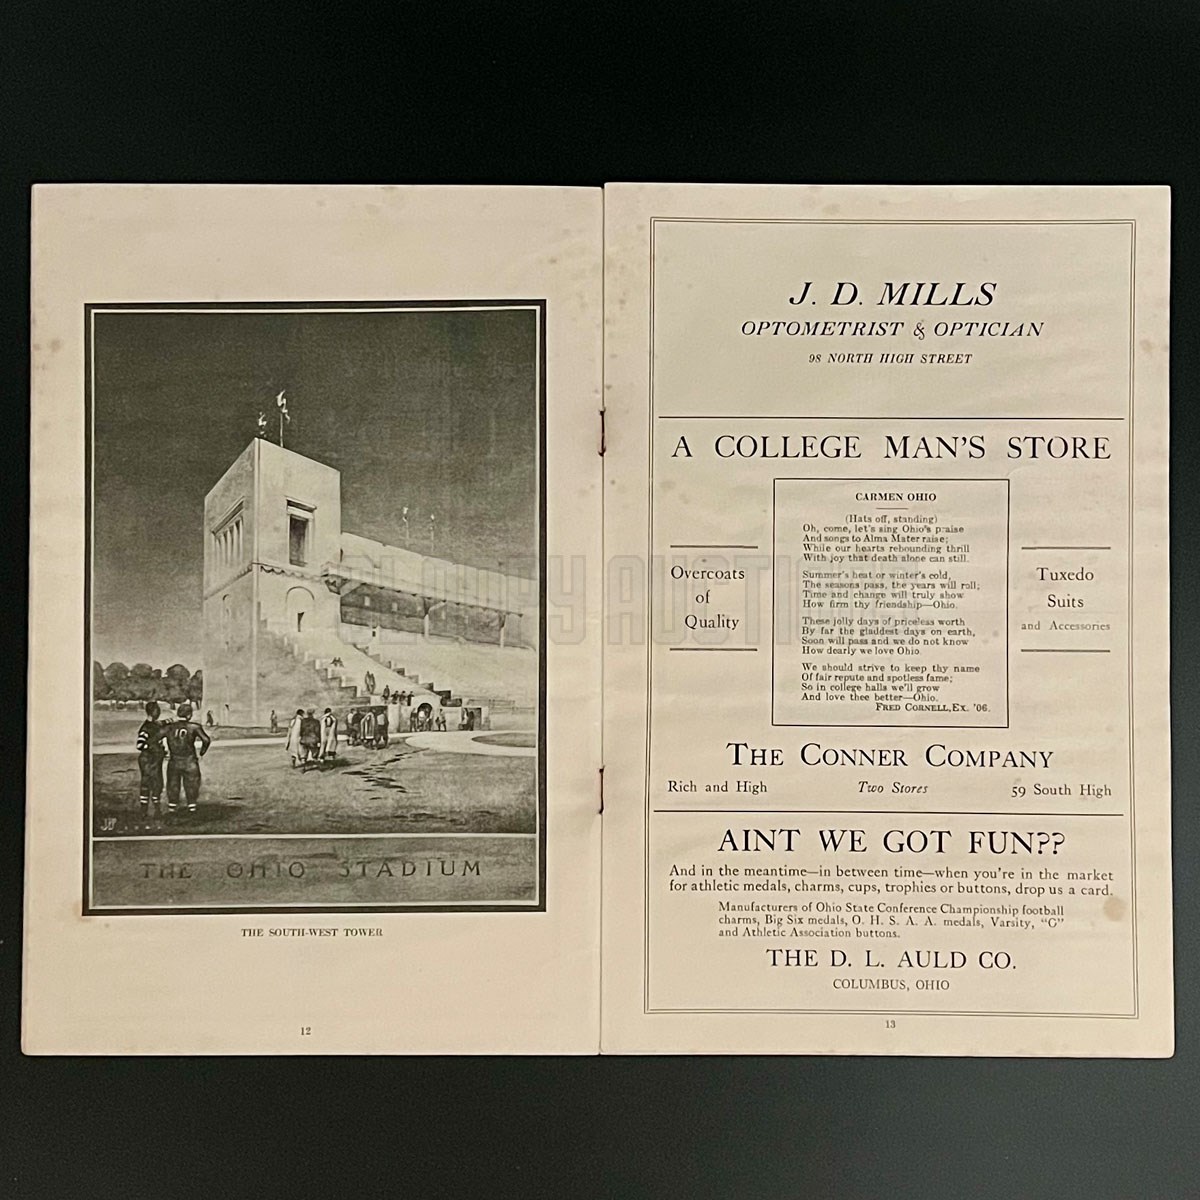 THE OHIO STADIUM
THE SOUTH-WEST TOWER
12
J. D. MILLS
OPTOMETRIST & OPTICIAN
98 NORTH HIGH STREET
A COLLEGE MAN'S STORE
Overcoats
of
Quality
CARMEN OHIO
(Hats off, standing)
Oh, come, let's sing Ohio's praise
And songs to Alma Mater raise;
While our hearts rebounding thrill
With joy that death alone can still.
Summer's heat or winter's cold,
The seasons pass, the years will roll;
Time and change will truly show
How firm thy friendship—Ohio.
These jolly days of priceless worth
By far the gladdest days on earth,
Soon will pass and we do not know
How dearly we love Ohio.
We should strive to keep thy name
Of fair repute and spotless fame;
So in college halls we'll grow
And love thee better—Ohio.
FRED CORNELL, Ex. '06.
Tuxedo
Suits
and Accessories
THE CONNER COMPANY
Rich and High Two Stores 59 South High
AINT WE GOT FUN??
And in the meantime—in between time—when you're in the market
for athletic medals, charms, cups, trophies or buttons, drop us a card.
Manufacturers of Ohio State Conference Championship football
charms, Big Six medals, O. H. S. A. A. medals, Varsity, "G"
and Athletic Association buttons.
THE D. L. AULD CO.
COLUMBUS, OHIO
13